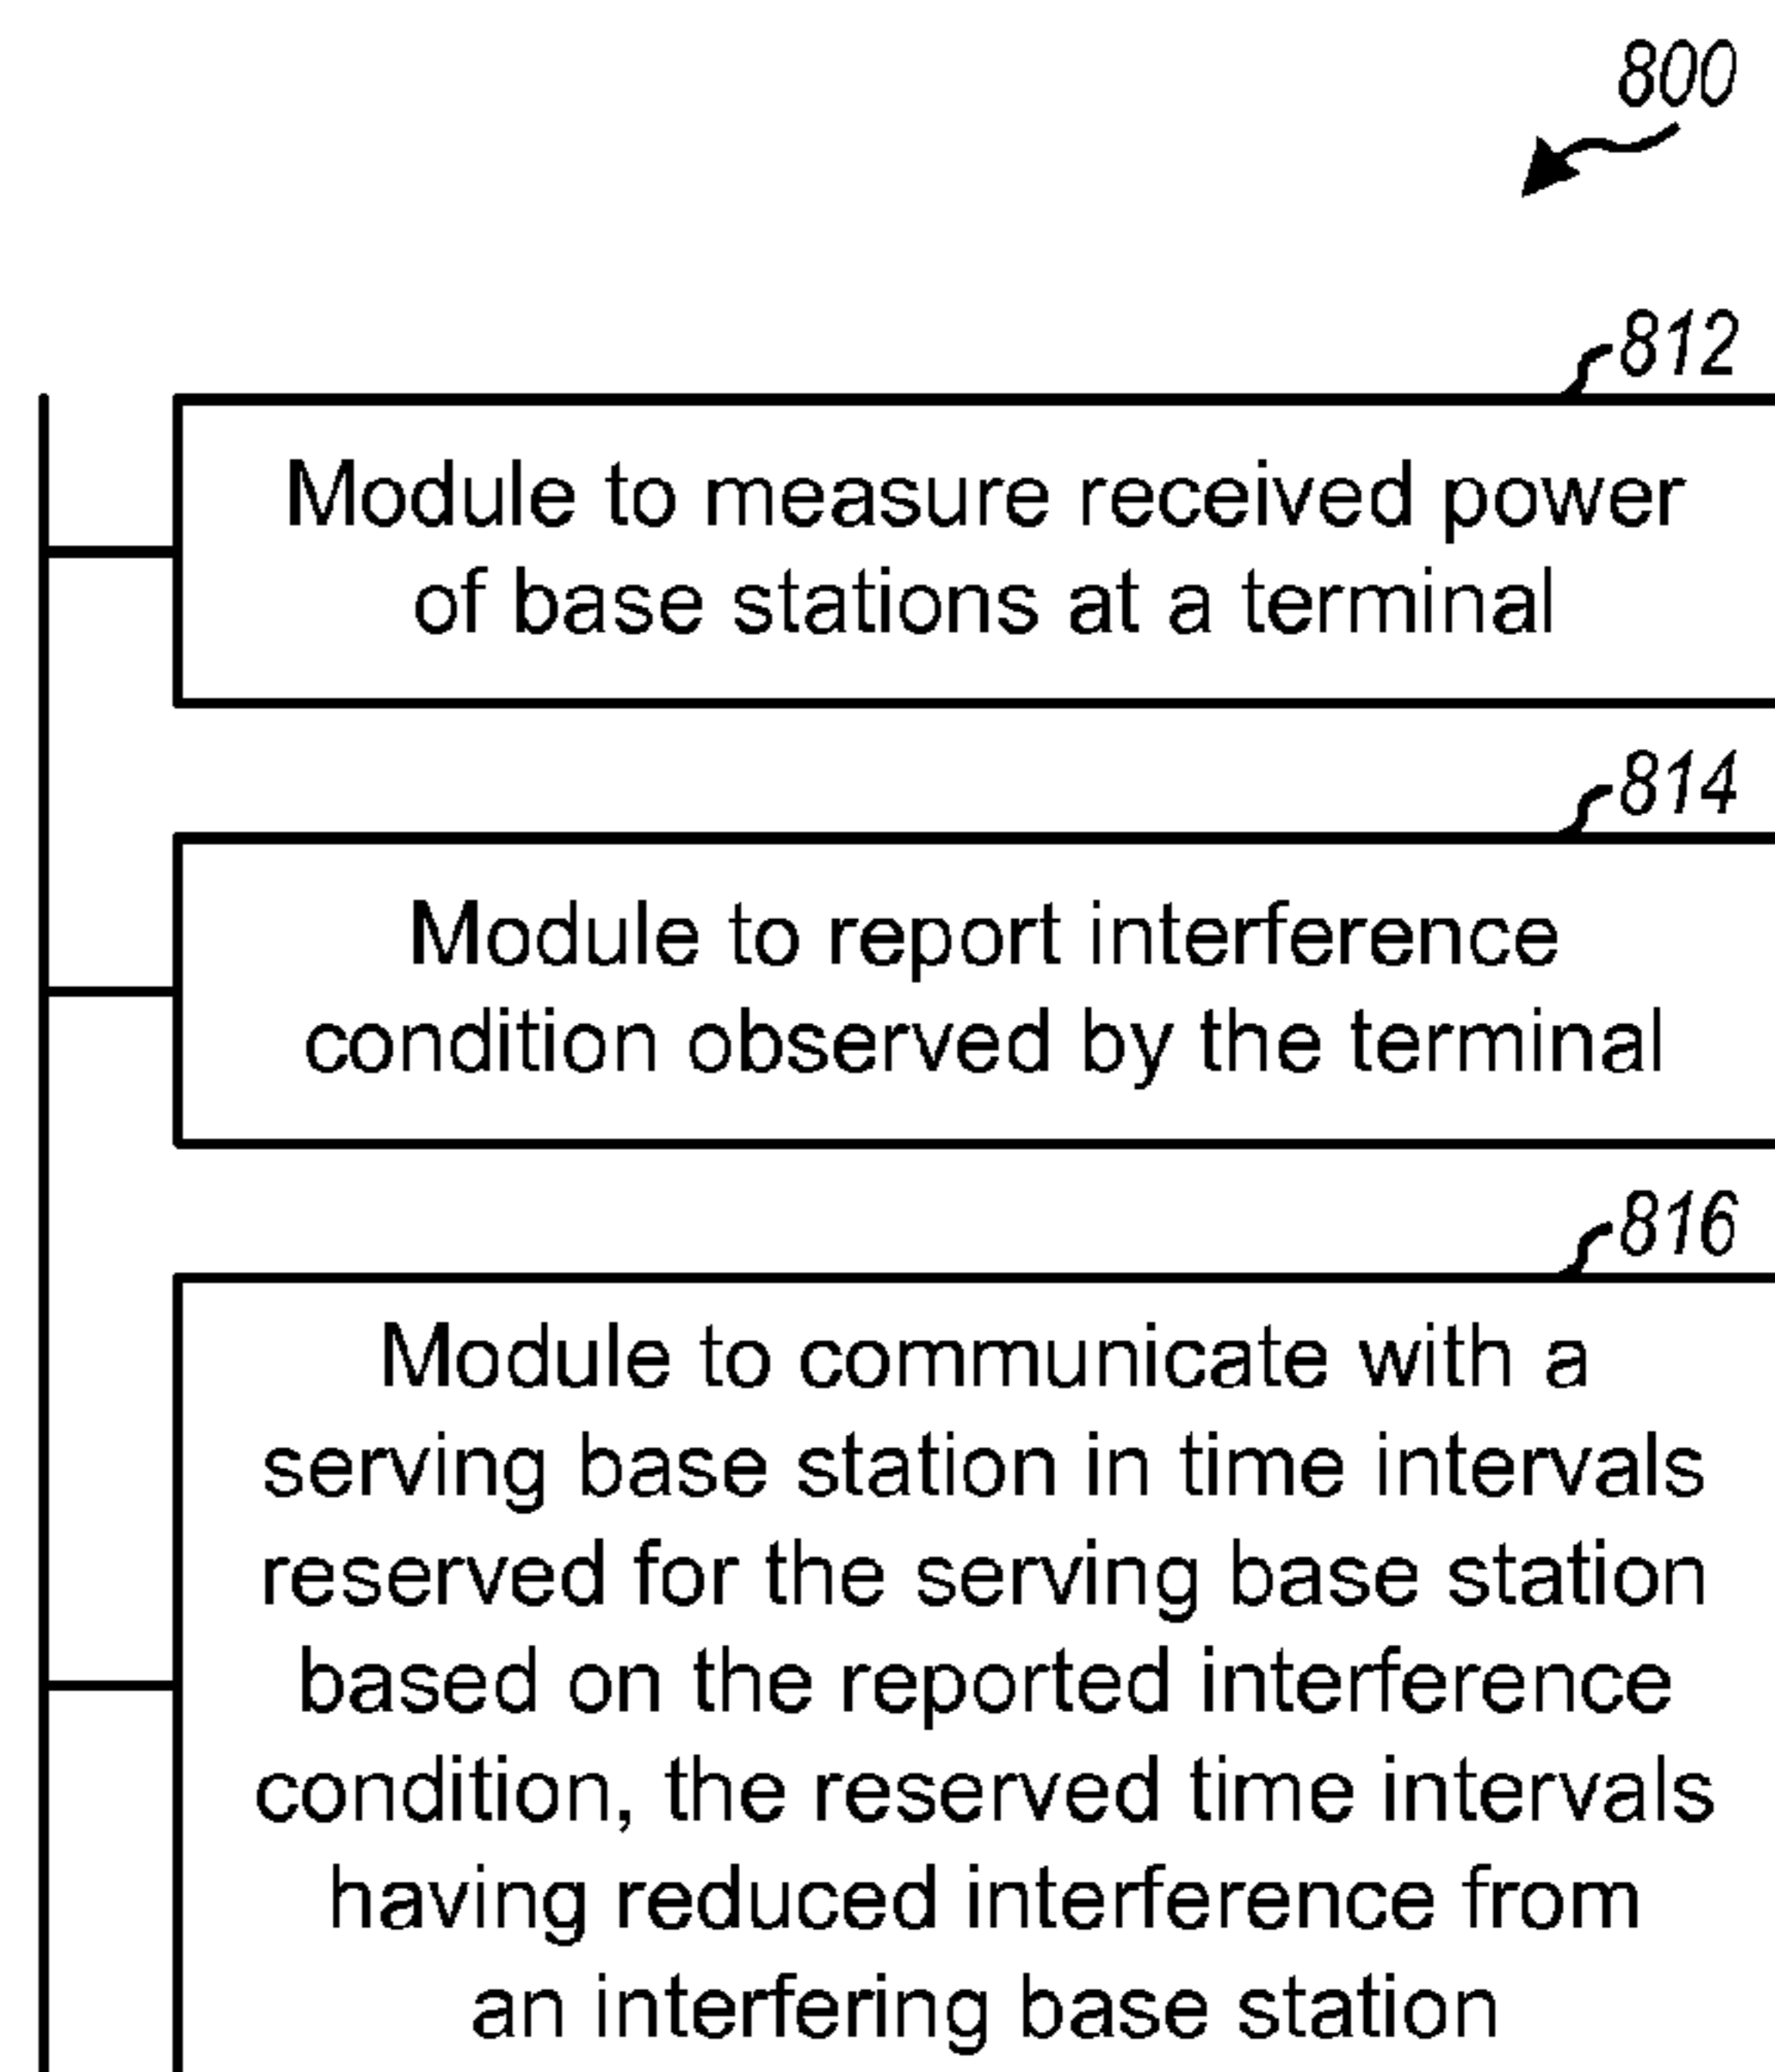 800
812
Module to measure received power
of base stations at a terminal
814
Module to report interference
condition observed by the terminal
816
Module to communicate with a
serving base station in time intervals
reserved for the serving base station
based on the reported interference
condition, the reserved time intervals
having reduced interference from
an interfering base station